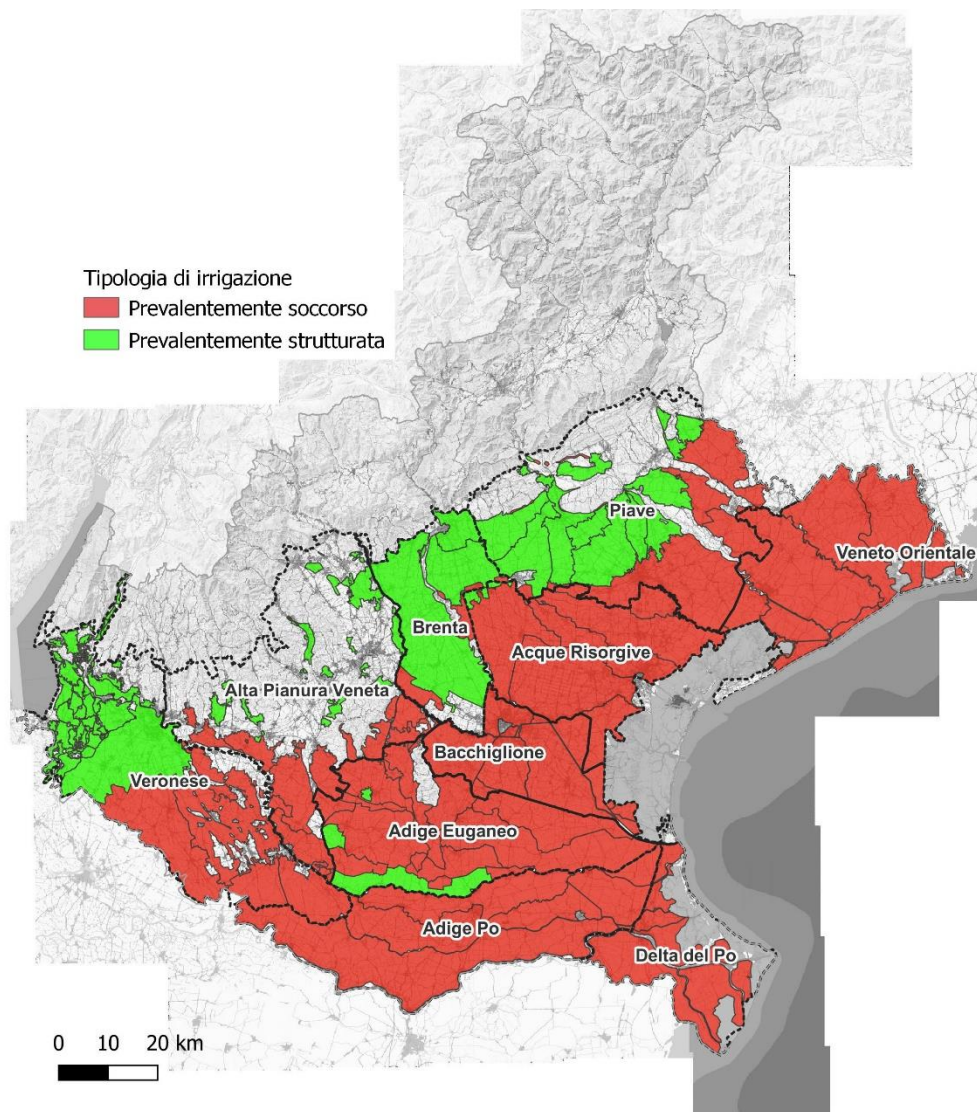 Tipologia di irrigazione
Prevalentemente soccorso
Prevalentemente strutturata
Piave
Veneto Orientale
Brenta
Acque Risorgive
Alta Pianura Veneta
Bacchiglione
Veronese
Adige Euganeo
Adige Po
Delta del Po
0 10 20 km